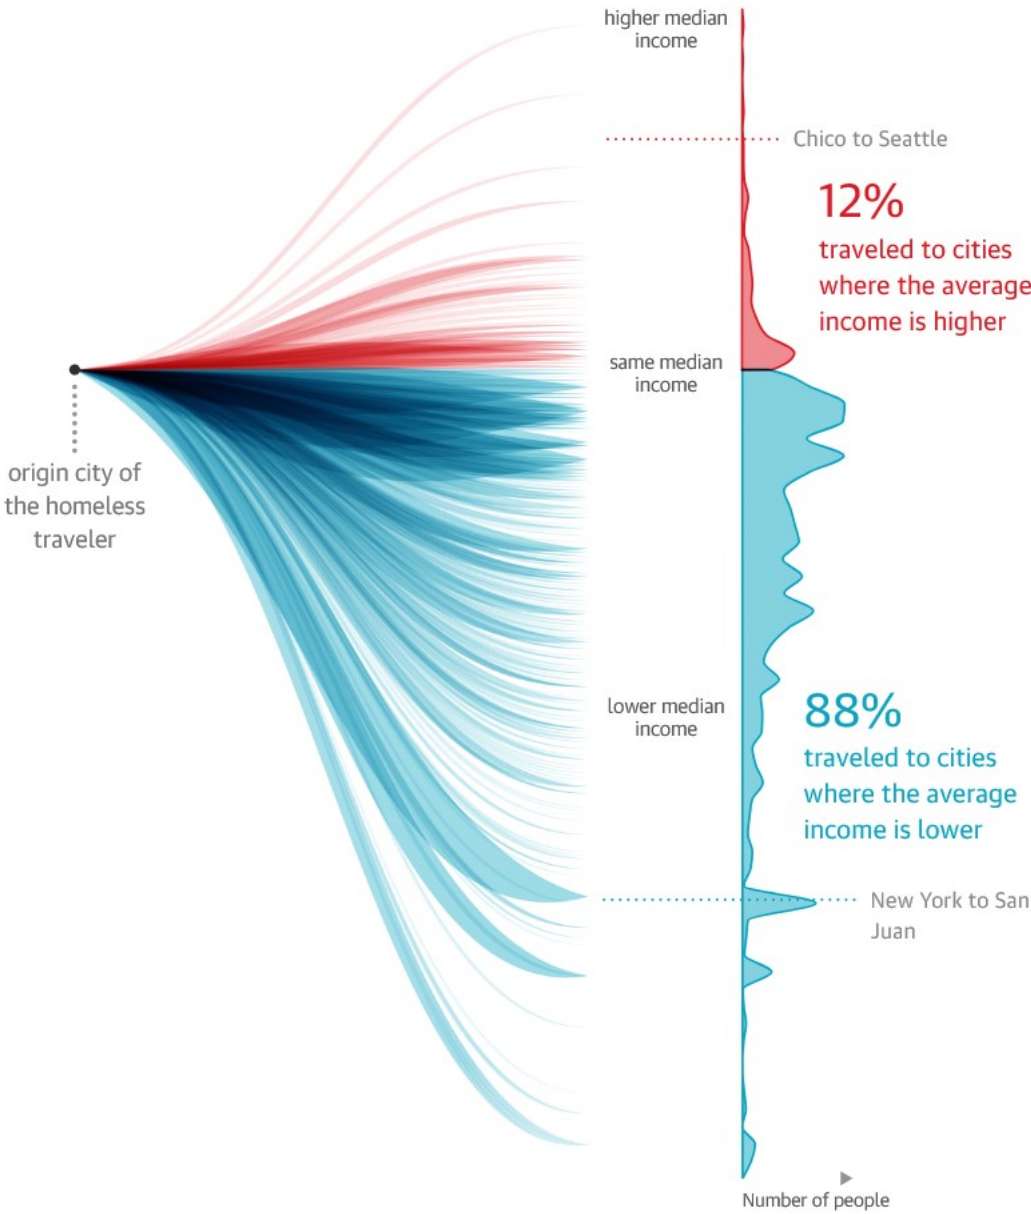 higher median
income
Chico to Seattle
12%
traveled to cities
where the average
income is higher
same median
income
origin city of
the homeless
traveler
lower median
income
88%
traveled to cities
where the average
income is lower
New York to San
Juan
Number of people